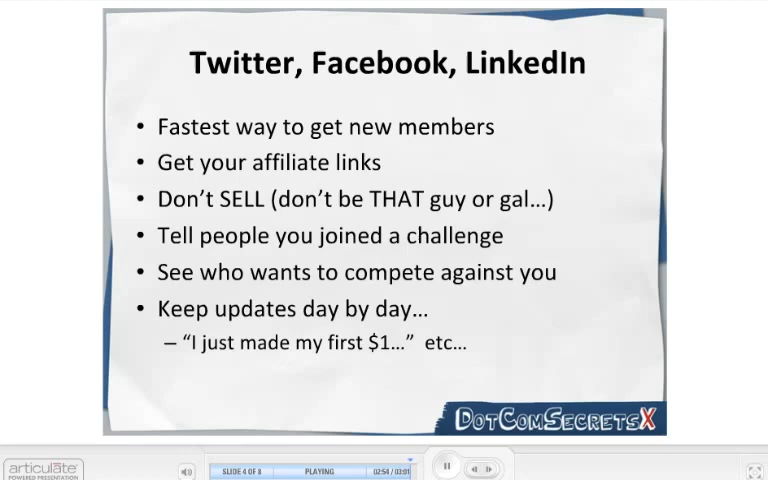 Twitter, Facebook, LinkedIn
• Fastest way to get new members
• Get your affiliate links
• Don't SELL (don't be THAT guy or gal...)
• Tell people you joined a challenge
• See who wants to compete against you
• Keep updates day by day...
– "I just made my first $1..." etc...
DOTCOMSECRETSX
articulate
POWERED PRESENTATION
SLIDE 4 OF 8 PLAYING 02:54 / 03:01